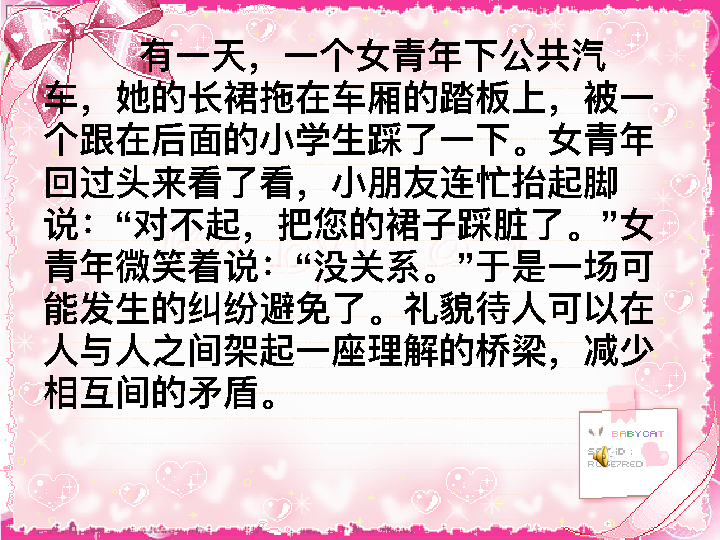 有一天，一个女青年下公共汽
车，她的长裙拖在车厢的踏板上，被一
个跟在后面的小学生踩了一下。女青年
回过头来看了看，小朋友连忙抬起脚
说：“对不起，把您的裙子踩脏了。”女
青年微笑着说：“没关系。”于是一场可
能发生的纠纷避免了。礼貌待人可以在
人与人之间架起一座理解的桥梁，减少
相互间的矛盾。
BABYCAT